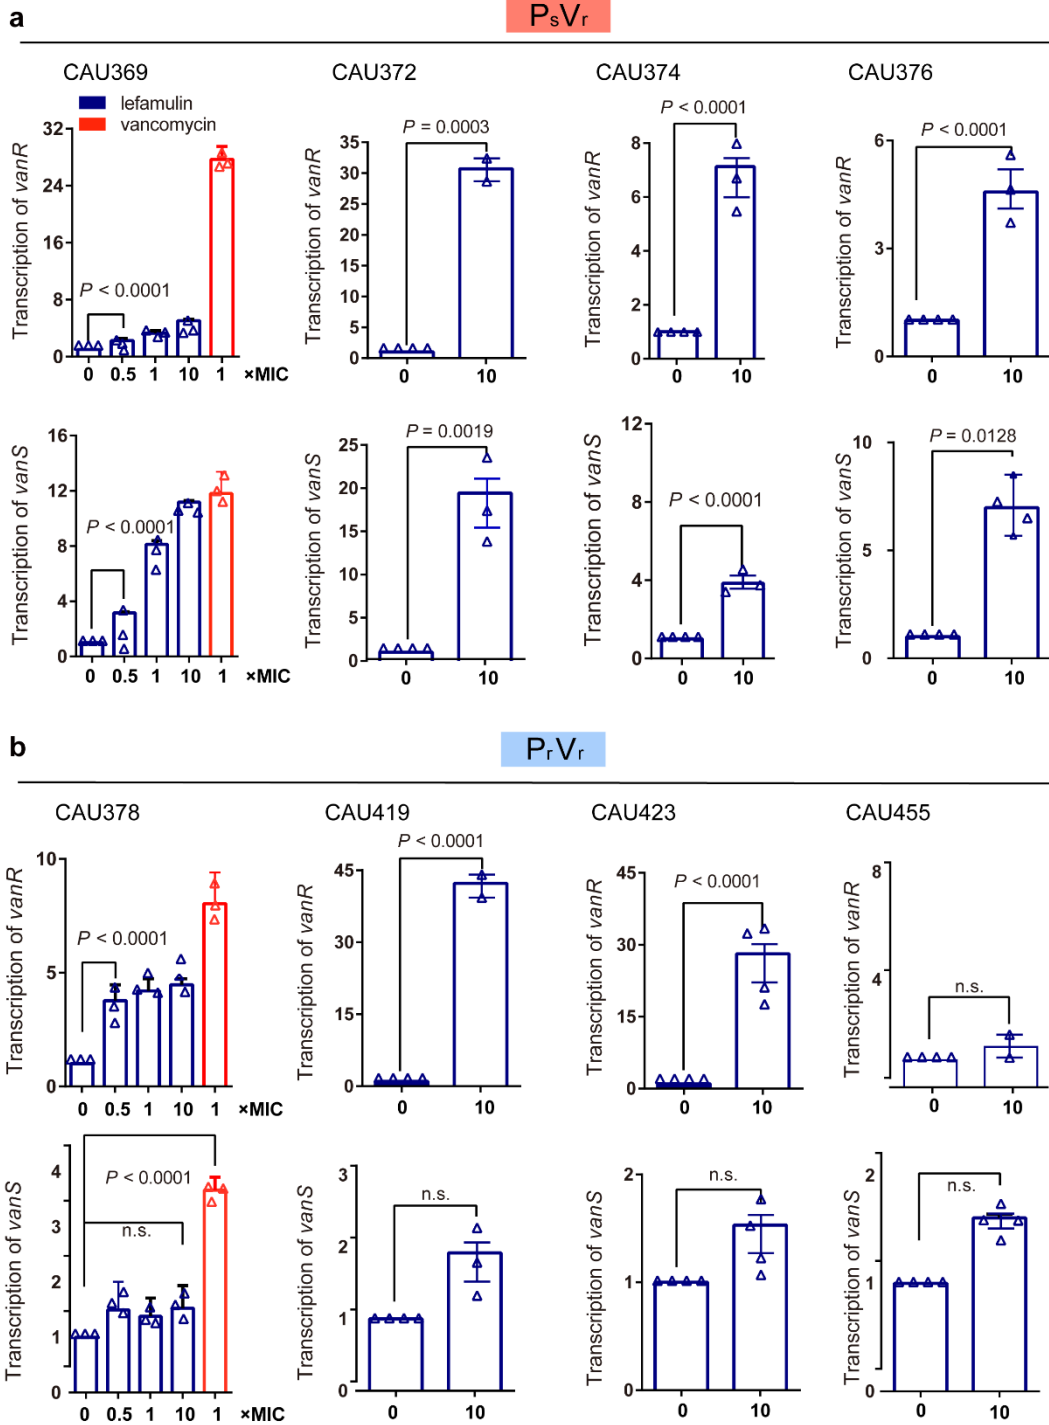 a
PsVr
CAU369
CAU372
CAU374
CAU376
lefamulin
vancomycin
Transcription of vanR
32
24
16
8
0
P < 0.0001
0 0.5 1 10 1 ×MIC
Transcription of vanR
35
30
25
20
15
10
5
0
P = 0.0003
0 10
Transcription of vanR
8
6
4
2
0
P < 0.0001
0 10
Transcription of vanR
6
3
0
P < 0.0001
0 10
Transcription of vanS
16
12
8
4
0
P < 0.0001
0 0.5 1 10 1 ×MIC
Transcription of vanS
25
20
15
10
5
0
P = 0.0019
0 10
Transcription of vanS
12
8
4
0
P < 0.0001
0 10
Transcription of vanS
10
5
0
P = 0.0128
0 10
b
PrVr
CAU378
CAU419
CAU423
CAU455
Transcription of vanR
10
5
0
P < 0.0001
0 0.5 1 10 1 ×MIC
Transcription of vanR
45
30
15
0
P < 0.0001
0 10
Transcription of vanR
45
30
15
0
P < 0.0001
0 10
Transcription of vanR
8
4
n.s.
0 10
Transcription of vanS
4
3
2
1
0
P < 0.0001
n.s.
0 0.5 1 10 1 ×MIC
Transcription of vanS
3
2
1
0
n.s.
0 10
Transcription of vanS
2
1
0
n.s.
0 10
Transcription of vanS
2
1
0
n.s.
0 10